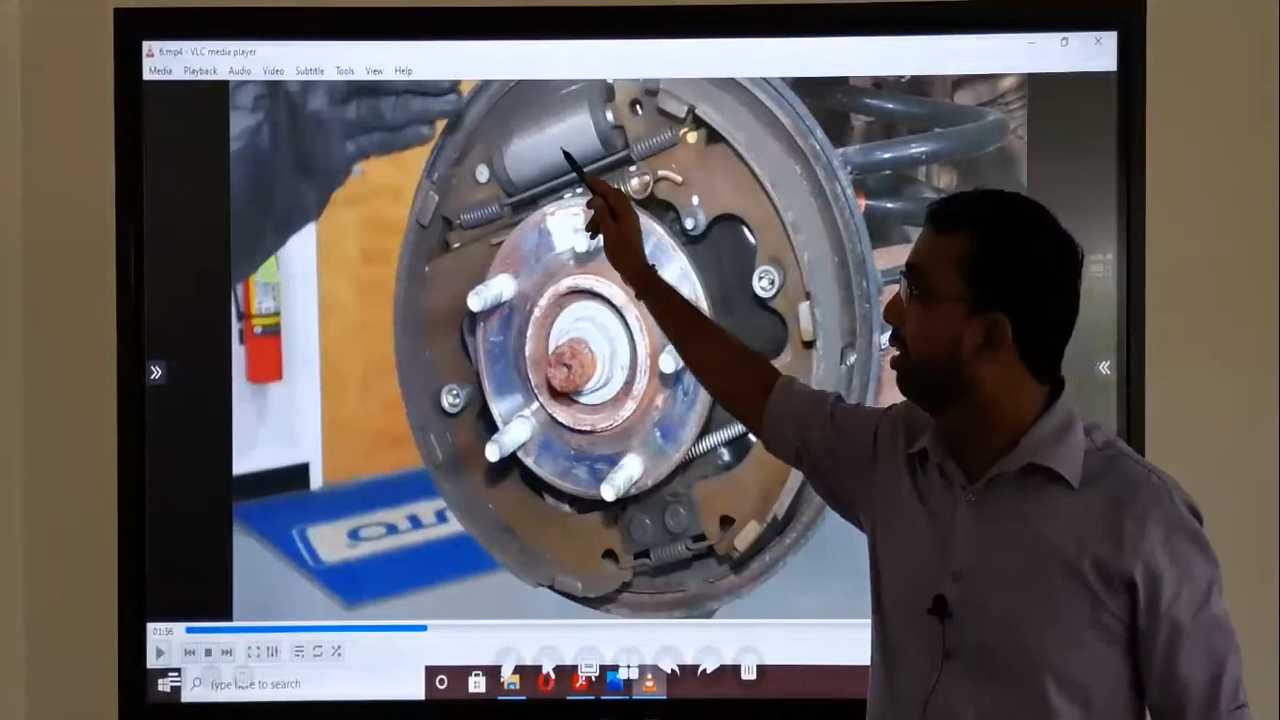 6.mp4 - VLC media player
Media Playback Audio Video Subtitle Tools View Help
01:56
Type here to search